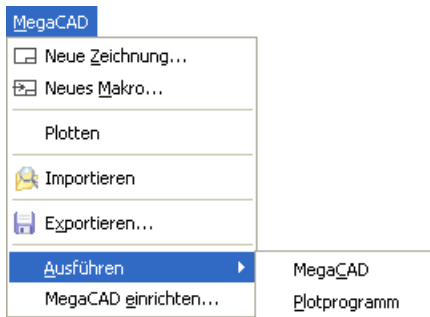 MegaCAD
Neue Zeichnung...
Neues Makro...
Plotten
Importieren
Exportieren...
Ausführen
MegaCAD
MegaCAD einrichten...
Plotprogramm